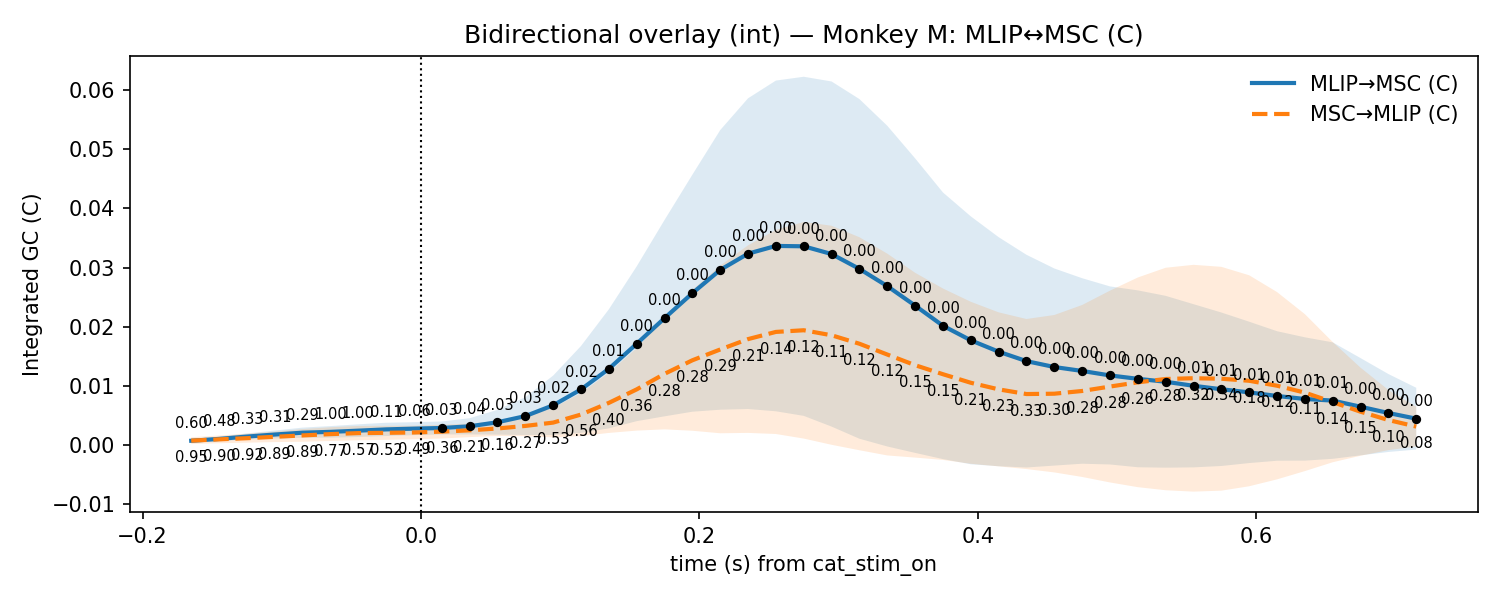 Bidirectional overlay (int) — Monkey M: MLIP↔MSC (C)
MLIP→MSC (C)
MSC→MLIP (C)
Integrated GC (C)
0.06
0.05
0.04
0.03
0.02
0.01
0.00
−0.01
0.60 0.48 0.33 0.31 0.29 1.00 1.00 0.11 0.06 0.03 0.04 0.03 0.03 0.02 0.02 0.01 0.00 0.00 0.00 0.00 0.00 0.00 0.00 0.00 0.00 0.00 0.00 0.00 0.00 0.00 0.00 0.00 0.00 0.00 0.00 0.00 0.01 0.01 0.01 0.01 0.01 0.01 0.00 0.00 0.00
0.95 0.90 0.92 0.89 0.89 0.77 0.57 0.52 0.49 0.36 0.21 0.16 0.27 0.53 0.56 0.40 0.36 0.28 0.28 0.29 0.21 0.14 0.12 0.11 0.12 0.12 0.15 0.15 0.21 0.23 0.33 0.30 0.28 0.28 0.26 0.28 0.32 0.34 0.18 0.12 0.11 0.14 0.15 0.10 0.08
−0.2
0.0
0.2
0.4
0.6
time (s) from cat_stim_on